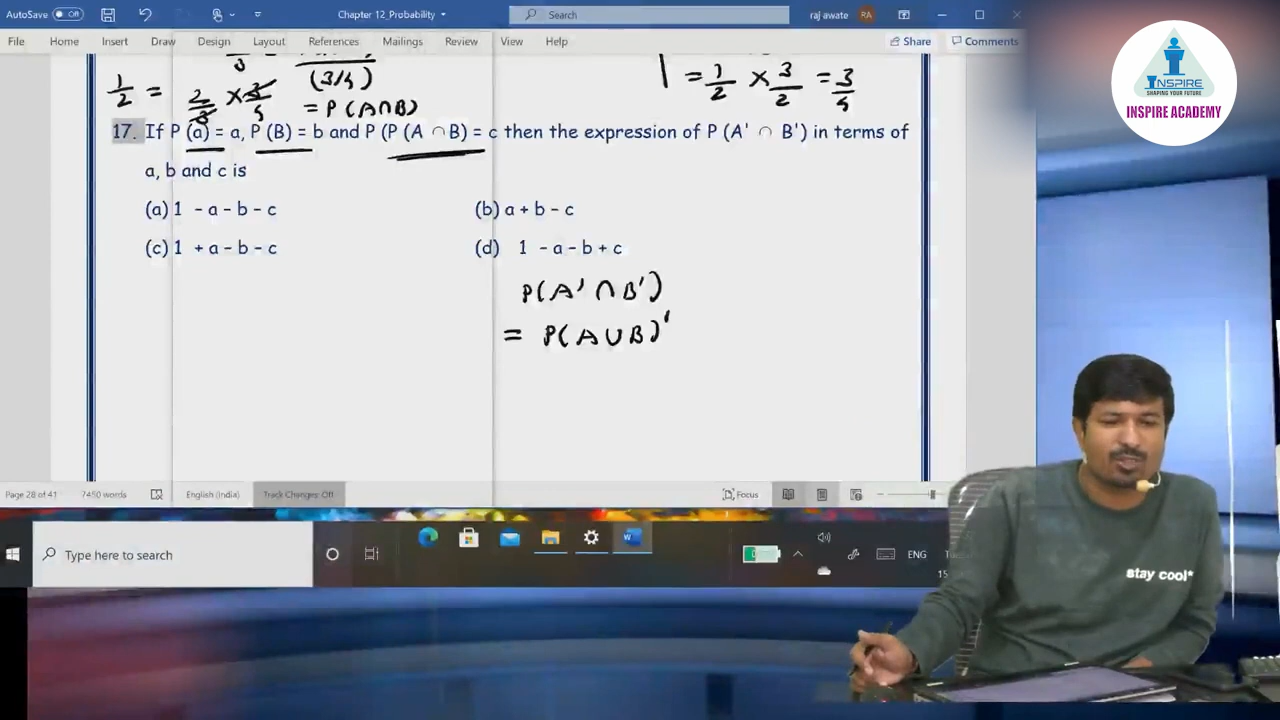 AutoSave Off Chapter 12_Probability Search raj awate RA
File Home Insert Draw Design Layout References Mailings Review View Help Share Comments
INSPIRE
SHAPING YOUR FUTURE
INSPIRE ACADEMY
(3/4)
1/2 =
= P(A∩B)
= 1/2 × 3/2 = 3/4
17. If P (a) = a, P (B) = b and P (P (A ∩ B) = c then the expression of P (A' ∩ B') in terms of
a, b and c is
(a) 1 - a - b - c (b) a + b - c
(c) 1 + a - b - c (d) 1 - a - b + c
P(A' ∩ B')
= P(A∪B)'
Page 28 of 41 7450 words English (India) Track Changes: Off Focus
Type here to search ENG
15
stay cool*